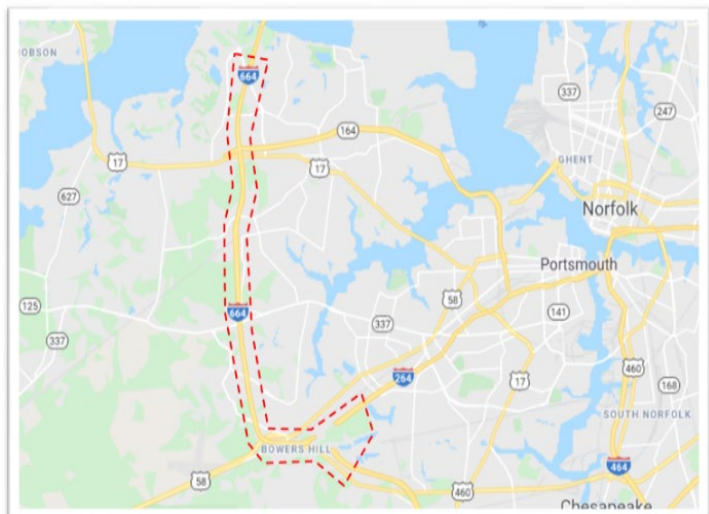 OBSON
664
337
247
164
17
17
GHENT
627
Norfolk
Portsmouth
58
125
664
337
141
337
460
264
17
168
SOUTH NORFOLK
BOWERS HILL
464
58
460
Chesapeake